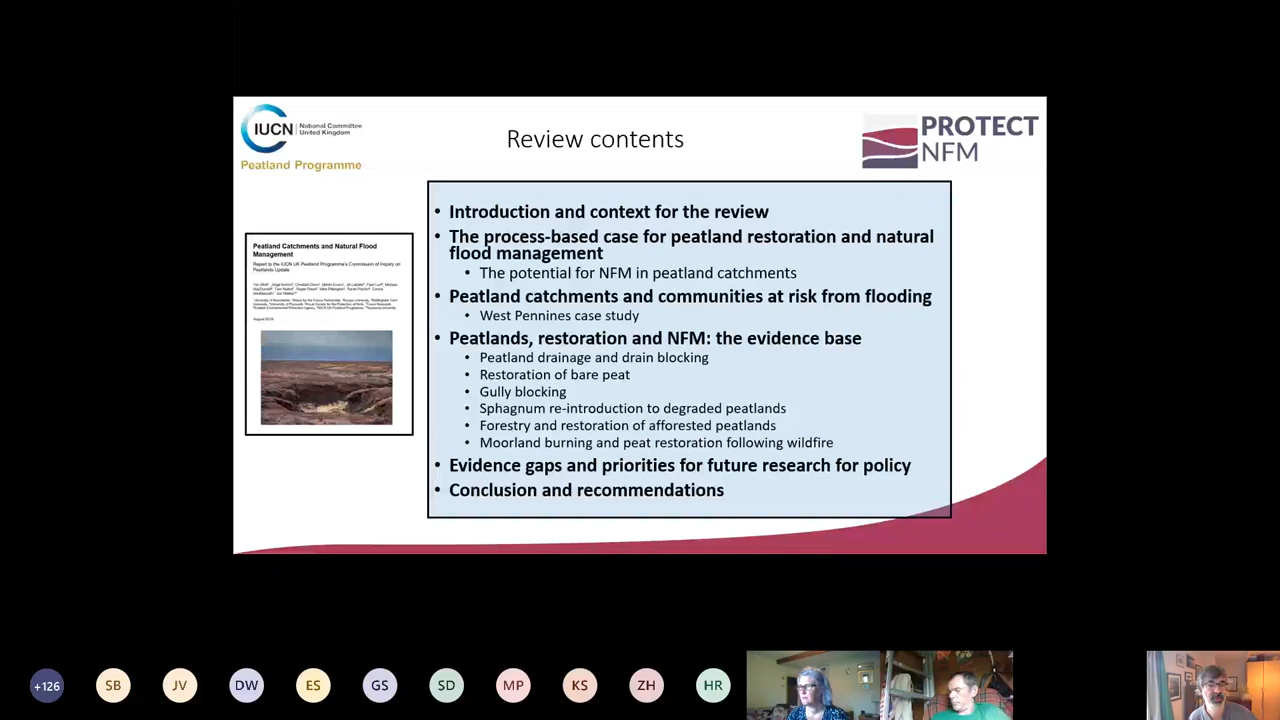 IUCN
National Committee
United Kingdom
Peatland Programme
Review contents
PROTECT
NFM
Peatland Catchments and Natural Flood
Management
Report to the IUCN UK Peatland Programme's Commission of Inquiry on
Peatlands Update
August 2019
• Introduction and context for the review
• The process-based case for peatland restoration and natural
flood management
• The potential for NFM in peatland catchments
• Peatland catchments and communities at risk from flooding
• West Pennines case study
• Peatlands, restoration and NFM: the evidence base
• Peatland drainage and drain blocking
• Restoration of bare peat
• Gully blocking
• Sphagnum re-introduction to degraded peatlands
• Forestry and restoration of afforested peatlands
• Moorland burning and peat restoration following wildfire
• Evidence gaps and priorities for future research for policy
• Conclusion and recommendations
+126
SB
JV
DW
ES
GS
SD
MP
KS
ZH
HR